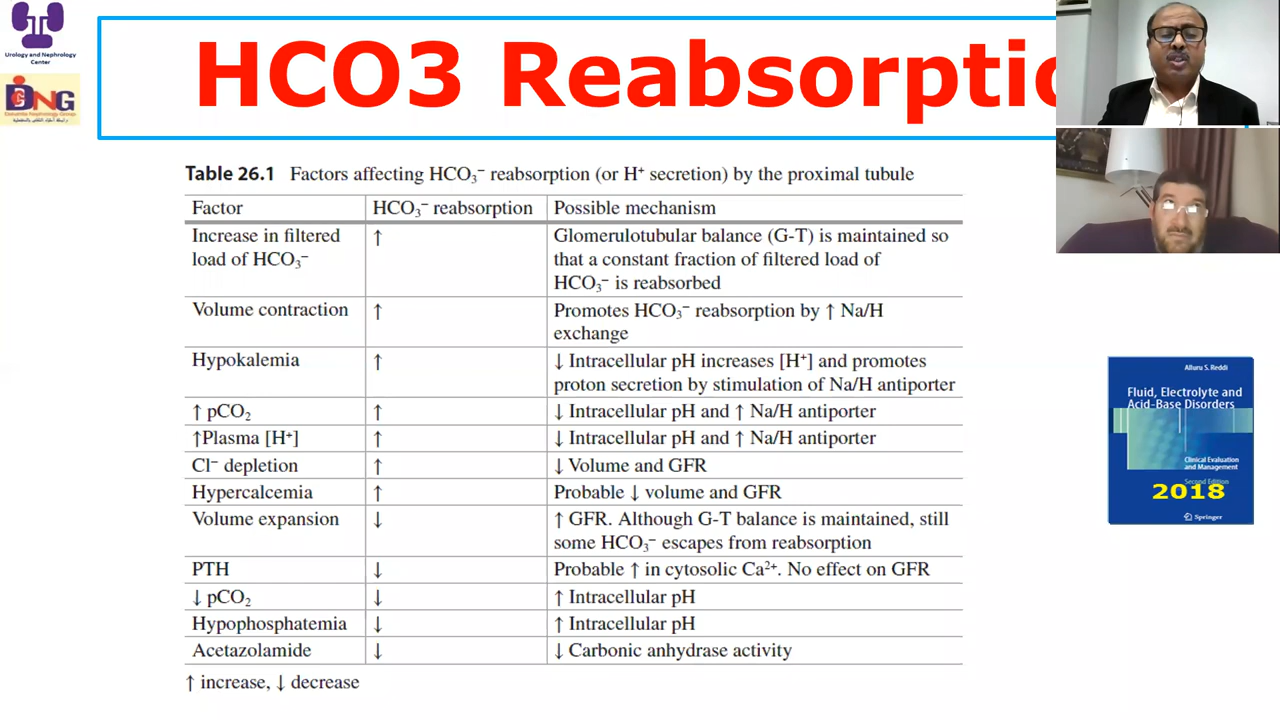 Urology and Nephrology
Center
DNG
HCO3 Reabsorptio
Table 26.1 Factors affecting HCO₃⁻ reabsorption (or H⁺ secretion) by the proximal tubule
Factor HCO₃⁻ reabsorption Possible mechanism
Increase in filtered ↑ Glomerulotubular balance (G-T) is maintained so
load of HCO₃⁻ that a constant fraction of filtered load of
HCO₃⁻ is reabsorbed
Volume contraction ↑ Promotes HCO₃⁻ reabsorption by ↑ Na/H
exchange
Hypokalemia ↑ ↓ Intracellular pH increases [H⁺] and promotes
proton secretion by stimulation of Na/H antiporter
↑ pCO₂ ↑ ↓ Intracellular pH and ↑ Na/H antiporter
↑Plasma [H⁺] ↑ ↓ Intracellular pH and ↑ Na/H antiporter
Cl⁻ depletion ↑ ↓ Volume and GFR
Hypercalcemia ↑ Probable ↓ volume and GFR
Volume expansion ↓ ↑ GFR. Although G-T balance is maintained, still
some HCO₃⁻ escapes from reabsorption
PTH ↓ Probable ↑ in cytosolic Ca²⁺. No effect on GFR
↓ pCO₂ ↓ ↑ Intracellular pH
Hypophosphatemia ↓ ↑ Intracellular pH
Acetazolamide ↓ ↓ Carbonic anhydrase activity
↑ increase, ↓ decrease
Alluru S. Reddi
Fluid, Electrolyte and
Acid-Base Disorders
Clinical Evaluation
and Management
Second Edition
2018
Springer